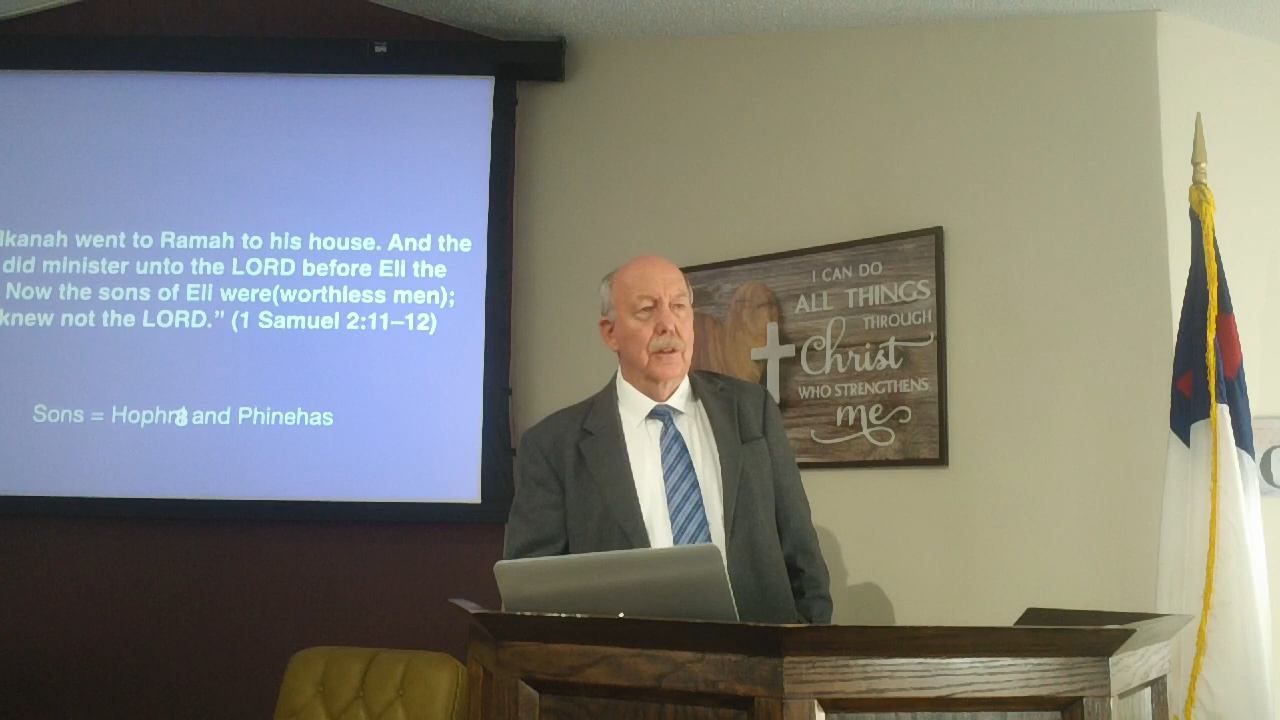 lkanah went to Ramah to his house. And the
did minister unto the LORD before Eli the
Now the sons of Eli were(worthless men);
knew not the LORD.” (1 Samuel 2:11–12)
Sons = Hophni and Phinehas
I CAN DO
ALL THINGS
THROUGH
Christ
WHO STRENGTHENS
me